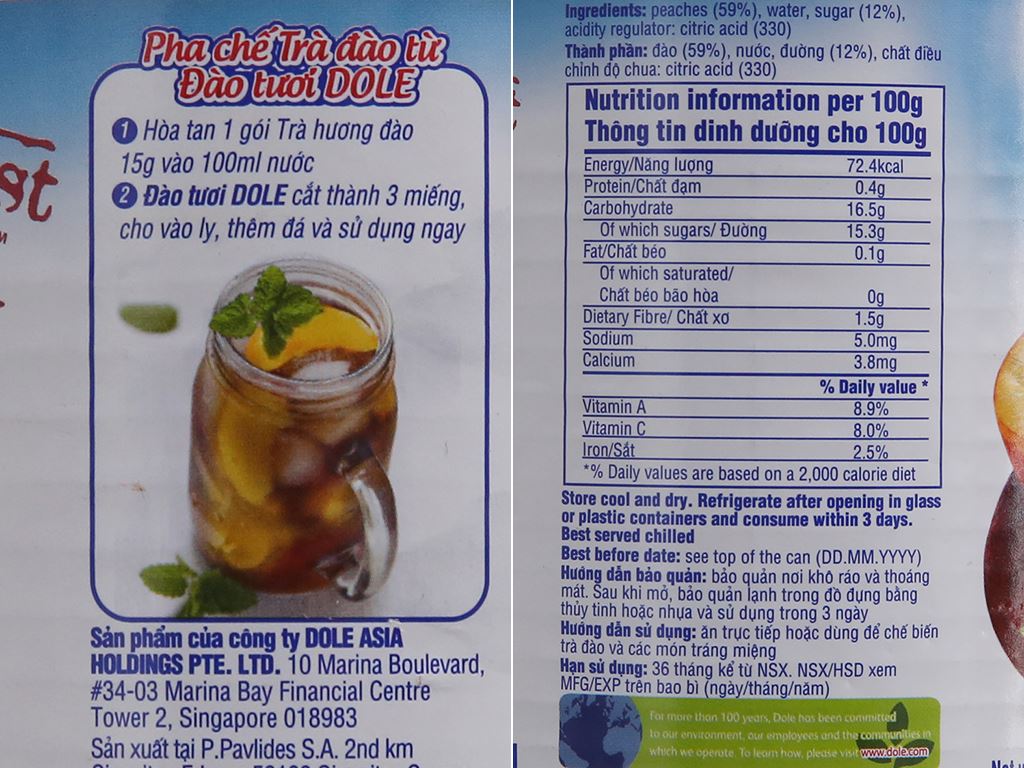 Pha chế Trà đào từ
Đào tươi DOLE
1 Hòa tan 1 gói Trà hương đào
15g vào 100ml nước
2 Đào tươi DOLE cắt thành 3 miếng,
cho vào ly, thêm đá và sử dụng ngay
Sản phẩm của công ty DOLE ASIA
HOLDINGS PTE. LTD. 10 Marina Boulevard,
#34-03 Marina Bay Financial Centre
Tower 2, Singapore 018983
Sản xuất tại P.Pavlides S.A. 2nd km
Ingredients: peaches (59%), water, sugar (12%),
acidity regulator: citric acid (330)
Thành phần: đào (59%), nước, đường (12%), chất điều
chỉnh độ chua: citric acid (330)
Nutrition information per 100g
Thông tin dinh dưỡng cho 100g
Energy/Năng lượng 72.4kcal
Protein/Chất đạm 0.4g
Carbohydrate 16.5g
Of which sugars/ Đường 15.3g
Fat/Chất béo 0.1g
Of which saturated/
Chất béo bão hòa 0g
Dietary Fibre/ Chất xơ 1.5g
Sodium 5.0mg
Calcium 3.8mg
% Daily value *
Vitamin A 8.9%
Vitamin C 8.0%
Iron/Sắt 2.5%
*% Daily values are based on a 2,000 calorie diet
Store cool and dry. Refrigerate after opening in glass
or plastic containers and consume within 3 days.
Best served chilled
Best before date: see top of the can (DD.MM.YYYY)
Hướng dẫn bảo quản: bảo quản nơi khô ráo và thoáng
mát. Sau khi mở, bảo quản lạnh trong đồ đựng bằng
thủy tinh hoặc nhựa và sử dụng trong 3 ngày
Hướng dẫn sử dụng: ăn trực tiếp hoặc dùng để chế biến
trà đào và các món tráng miệng
Hạn sử dụng: 36 tháng kể từ NSX. NSX/HSD xem
MFG/EXP trên bao bì (ngày/tháng/năm)
For more than 100 years, Dole has been committed
to our environment, our employees and the communities in
which we operate. To learn how, please visit www.dole.com